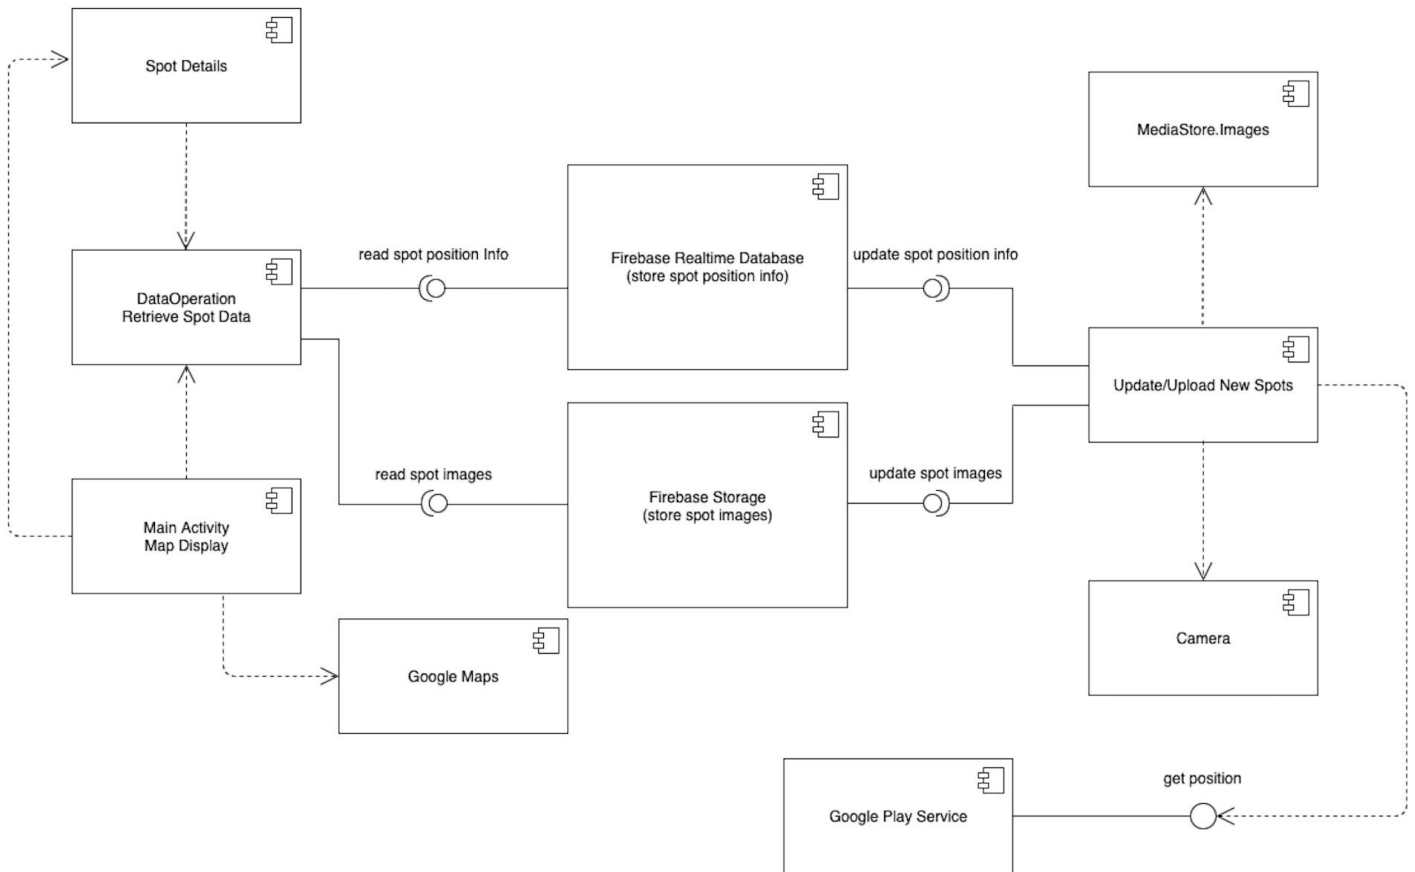 Spot Details
MediaStore.Images
read spot position Info
Firebase Realtime Database
(store spot position info)
update spot position info
DataOperation
Retrieve Spot Data
Update/Upload New Spots
read spot images
Firebase Storage
(store spot images)
update spot images
Main Activity
Map Display
Camera
Google Maps
get position
Google Play Service